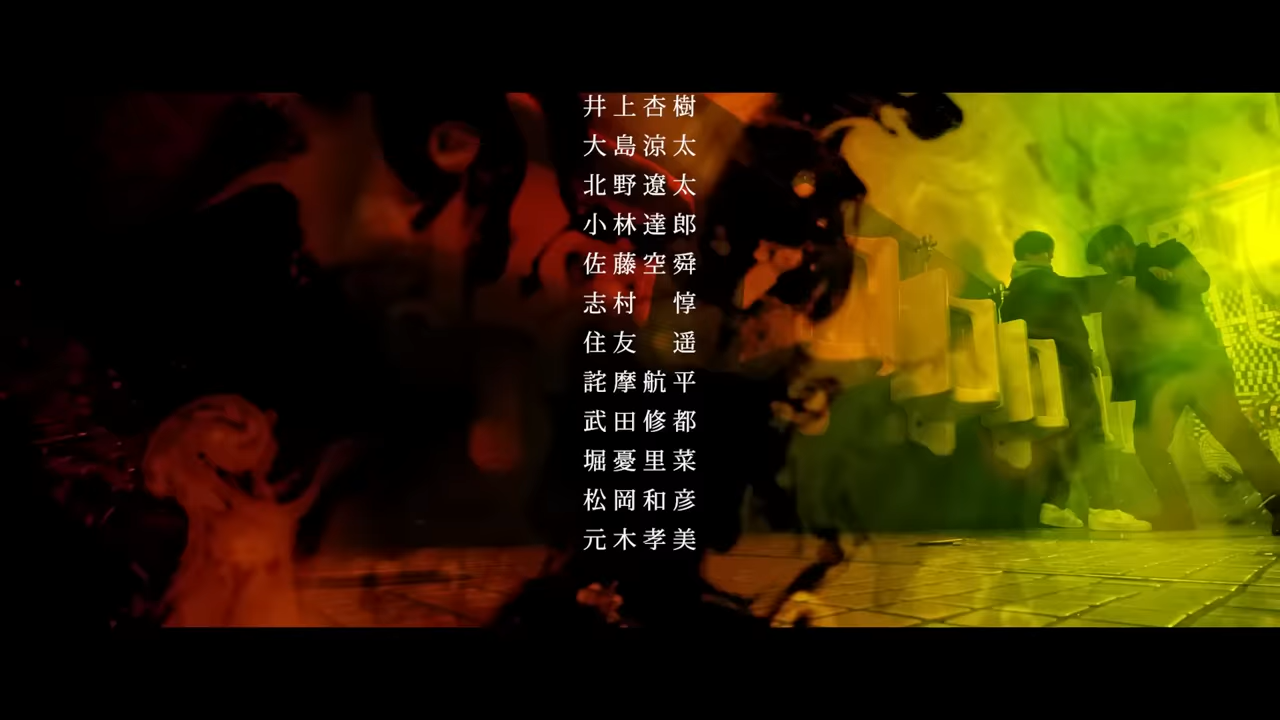 井上杏樹
大島涼太
北野遼太
小林達郎
佐藤空舜
志村　惇
住友　遥
詫摩航平
武田修都
堀憂里菜
松岡和彦
元木孝美